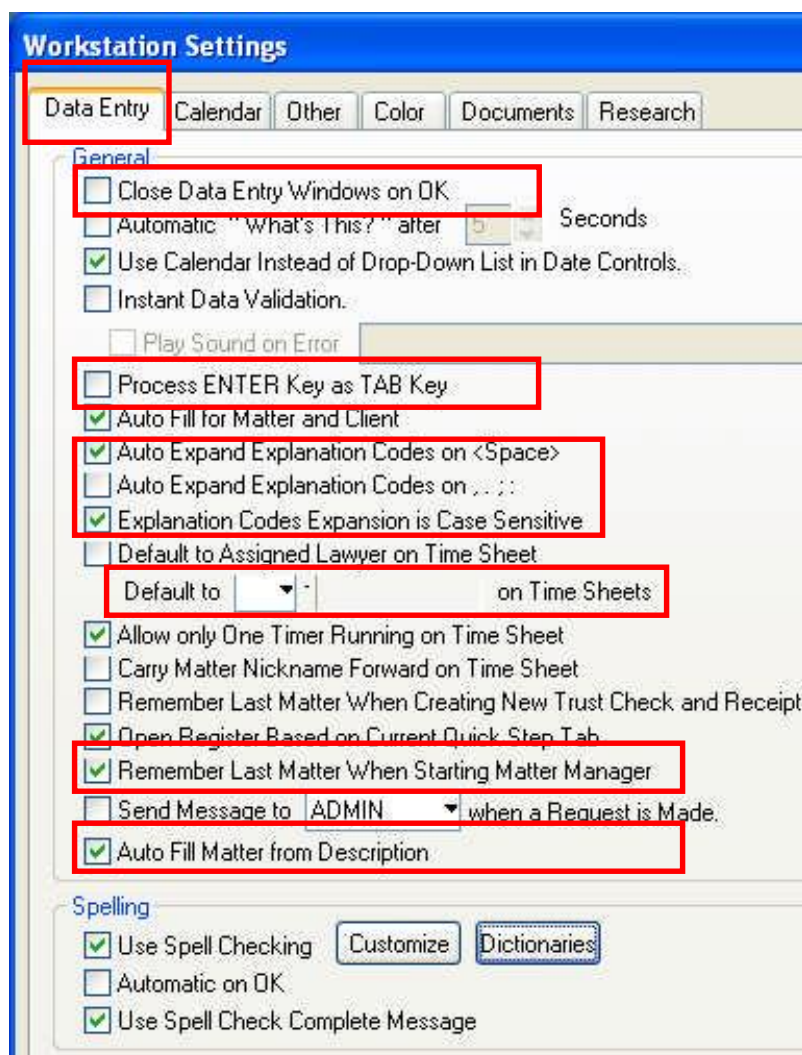 Workstation Settings
Data Entry Calendar Other Color Documents Research
General
Close Data Entry Windows on OK
Automatic "What's This?" after 5 Seconds
Use Calendar Instead of Drop-Down List in Date Controls.
Instant Data Validation.
Play Sound on Error
Process ENTER Key as TAB Key
Auto Fill for Matter and Client
Auto Expand Explanation Codes on <Space>
Auto Expand Explanation Codes on , . ; :
Explanation Codes Expansion is Case Sensitive
Default to Assigned Lawyer on Time Sheet
Default to - on Time Sheets
Allow only One Timer Running on Time Sheet
Carry Matter Nickname Forward on Time Sheet
Remember Last Matter When Creating New Trust Check and Receipt
Open Register Based on Current Quick Step Tab
Remember Last Matter When Starting Matter Manager
Send Message to ADMIN when a Request is Made.
Auto Fill Matter from Description
Spelling
Use Spell Checking Customize Dictionaries
Automatic on OK
Use Spell Check Complete Message